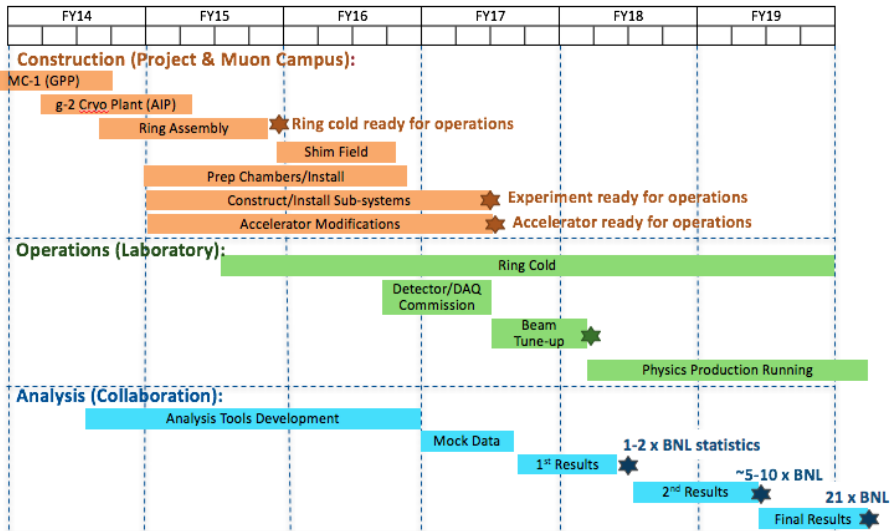 FY14 FY15 FY16 FY17 FY18 FY19
Construction (Project & Muon Campus):
MC-1 (GPP)
g-2 Cryo Plant (AIP)
Ring Assembly
Ring cold ready for operations
Shim Field
Prep Chambers/Install
Construct/Install Sub-systems
Experiment ready for operations
Accelerator Modifications
Accelerator ready for operations
Operations (Laboratory):
Ring Cold
Detector/DAQ
Commission
Beam
Tune-up
Physics Production Running
Analysis (Collaboration):
Analysis Tools Development
Mock Data
1-2 x BNL statistics
1st Results
~5-10 x BNL
2nd Results
21 x BNL
Final Results